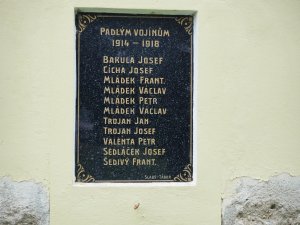 PADLÝM VOJÍNŮM
1914 – 1918
BAKULA JOSEF
CÍCHA JOSEF
MLÁDEK FRANT.
MLÁDEK VÁCLAV
MLÁDEK PETR
MLÁDEK VÁCLAV
TROJAN JAN
TROJAN JOSEF
VALENTA PETR
SEDLÁČEK JOSEF
ŠEDIVÝ FRANT.